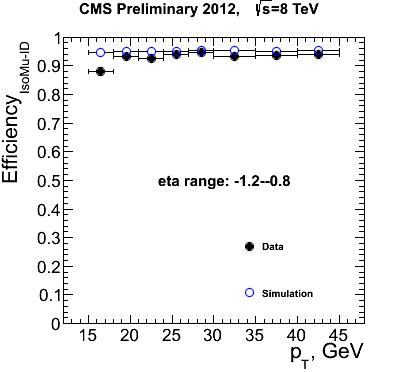 CMS Preliminary 2012, √s=8 TeV
Efficiency_IsoMu-ID
1
0.9
0.8
0.7
0.6
0.5
0.4
0.3
0.2
0.1
0
eta range: -1.2--0.8
Data
Simulation
15 20 25 30 35 40 45
p_T, GeV